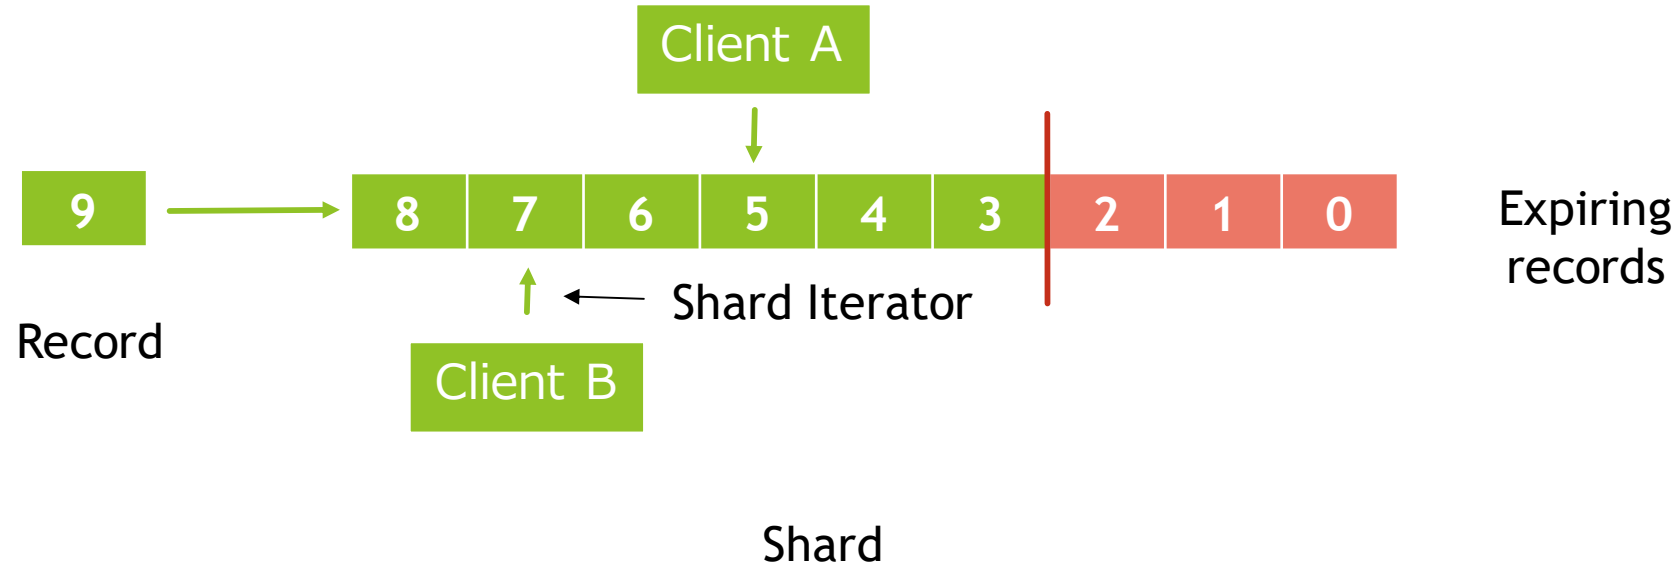 Client A
9
8 7 6 5 4 3 2 1 0
Expiring
records
Shard Iterator
Record
Client B
Shard